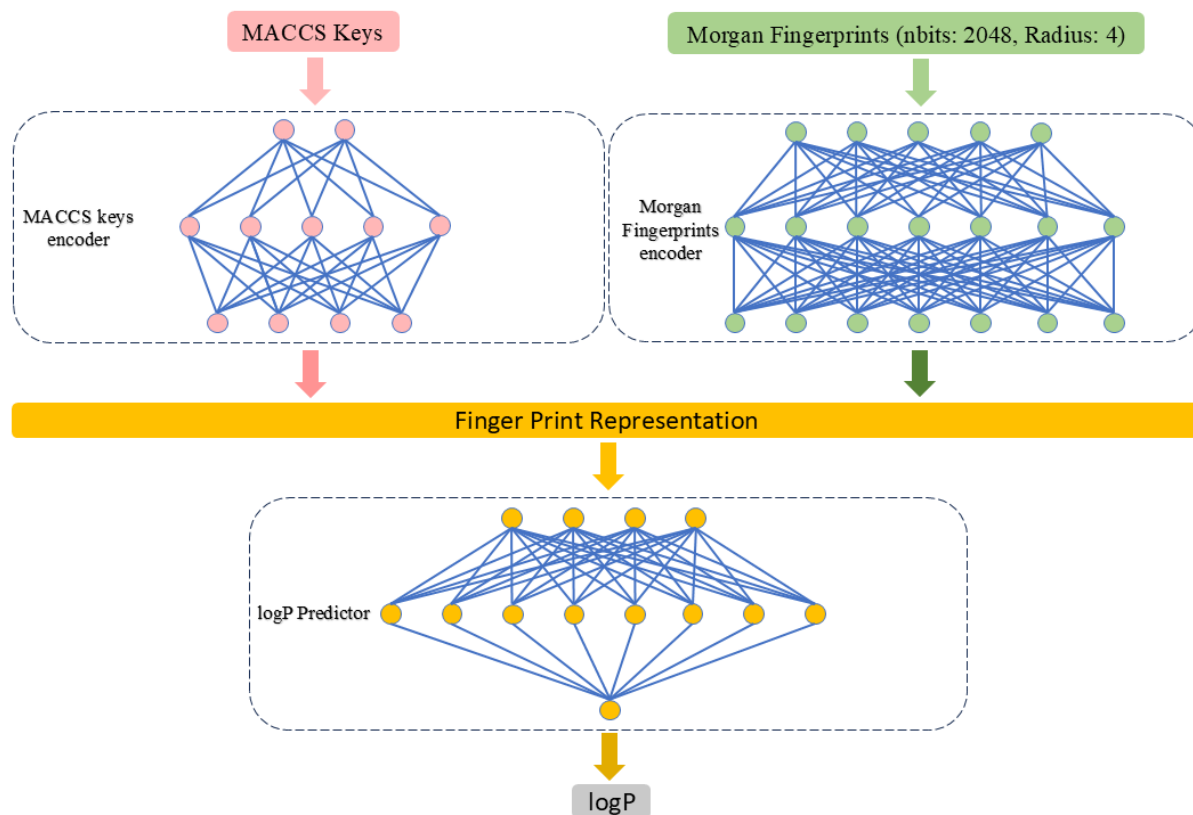 MACCS Keys
Morgan Fingerprints (nbits: 2048, Radius: 4)
MACCS keys
encoder
Morgan
Fingerprints
encoder
Finger Print Representation
logP Predictor
logP